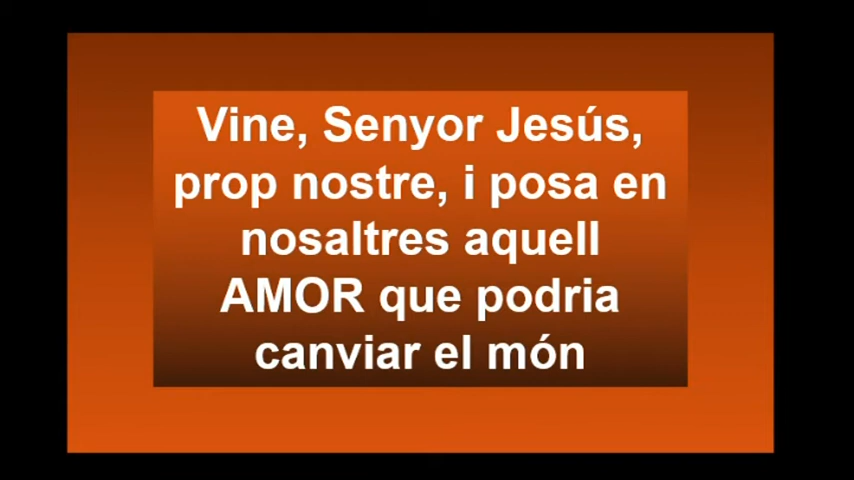 Vine, Senyor Jesús,
prop nostre, i posa en
nosaltres aquell
AMOR que podria
canviar el món